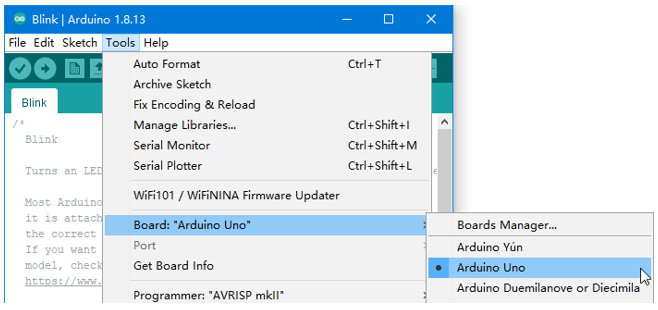 Blink | Arduino 1.8.13
File Edit Sketch Tools Help
Auto Format Ctrl+T
Archive Sketch
Fix Encoding & Reload
Manage Libraries... Ctrl+Shift+I
Serial Monitor Ctrl+Shift+M
Serial Plotter Ctrl+Shift+L
WiFi101 / WiFiNINA Firmware Updater
Board: "Arduino Uno"
Port
Get Board Info
Programmer: "AVRISP mkII"
Boards Manager...
Arduino Yún
Arduino Uno
Arduino Duemilanove or Diecimila
Blink
/*
Blink
Turns an LED
Most Arduino
it is attach
the correct
If you want
model, check
https://www.